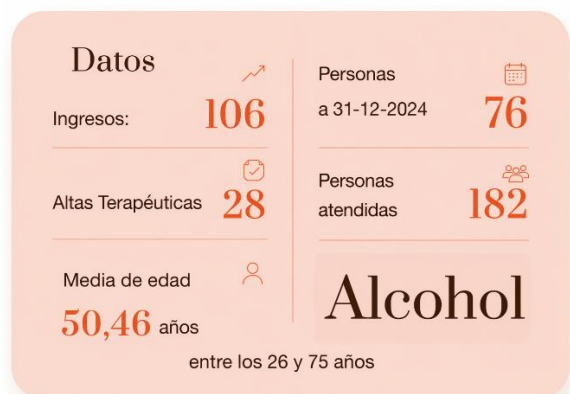 Datos
Ingresos: 106
Altas Terapéuticas 28
Media de edad
50,46 años
Personas
a 31-12-2024 76
Personas
atendidas 182
Alcohol
entre los 26 y 75 años